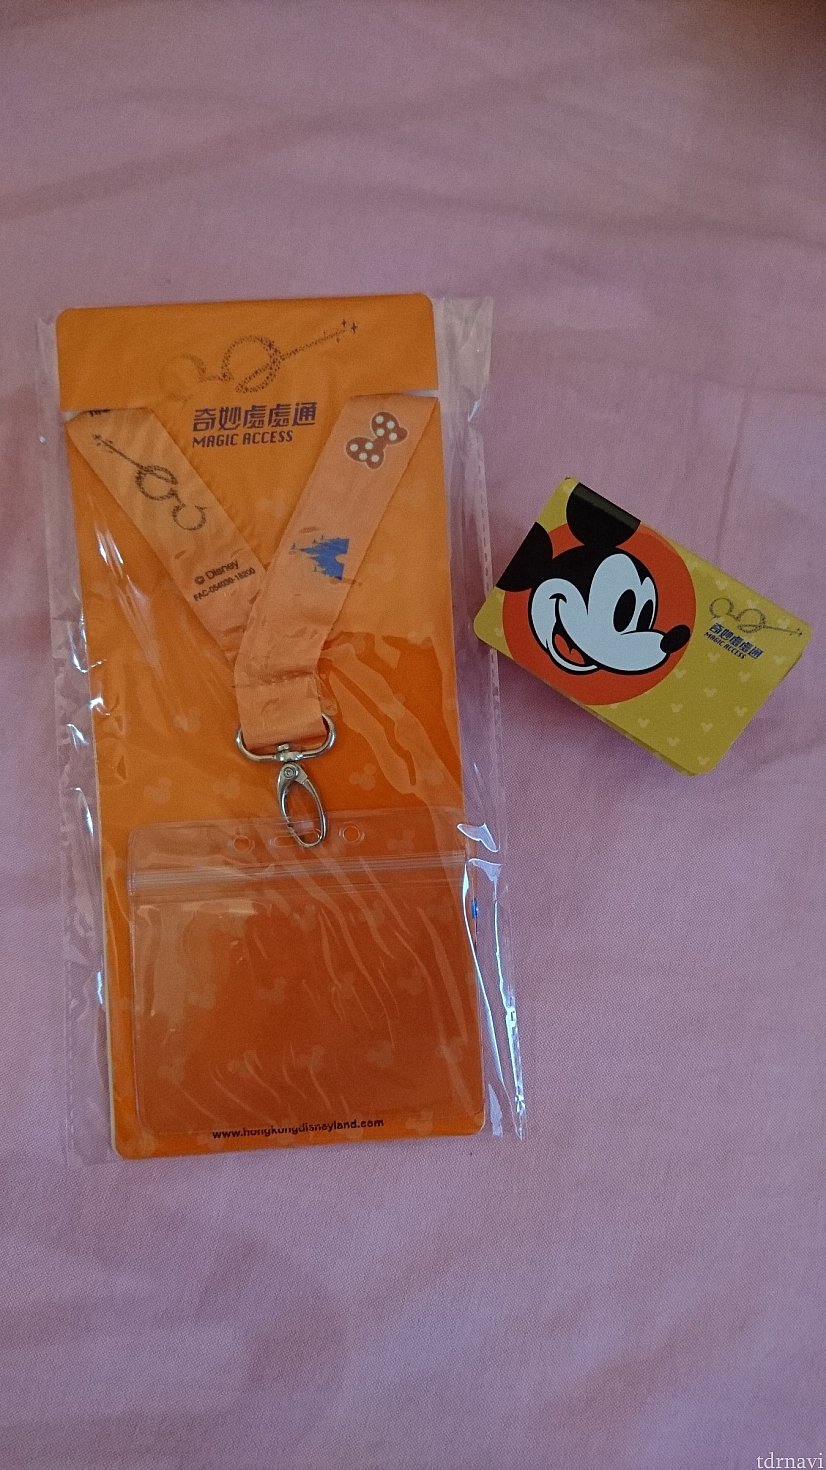 奇妙處處通
MAGIC ACCESS
© Disney
www.hongkongdisneyland.com
奇妙處處通
MAGIC ACCESS
tdrnavi